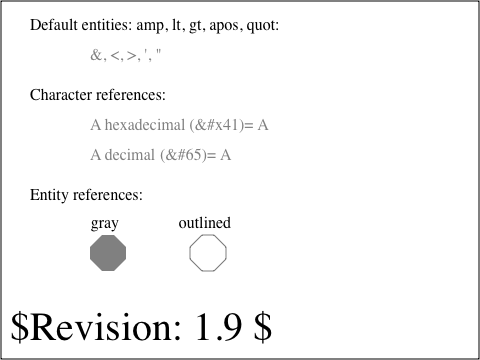 Default entities: amp, lt, gt, apos, quot:
&, <, >, ', "
Character references:
A hexadecimal (&#x41)= A
A decimal (&#65)= A
Entity references:
gray outlined
$Revision: 1.9 $